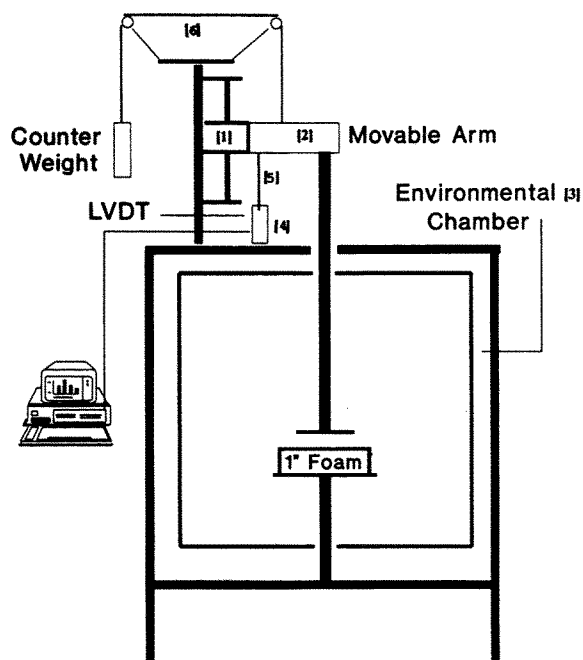 [6]
[1]
[2]
Movable Arm
Counter
Weight
[5]
LVDT
[4]
Environmental [3]
Chamber
1" Foam